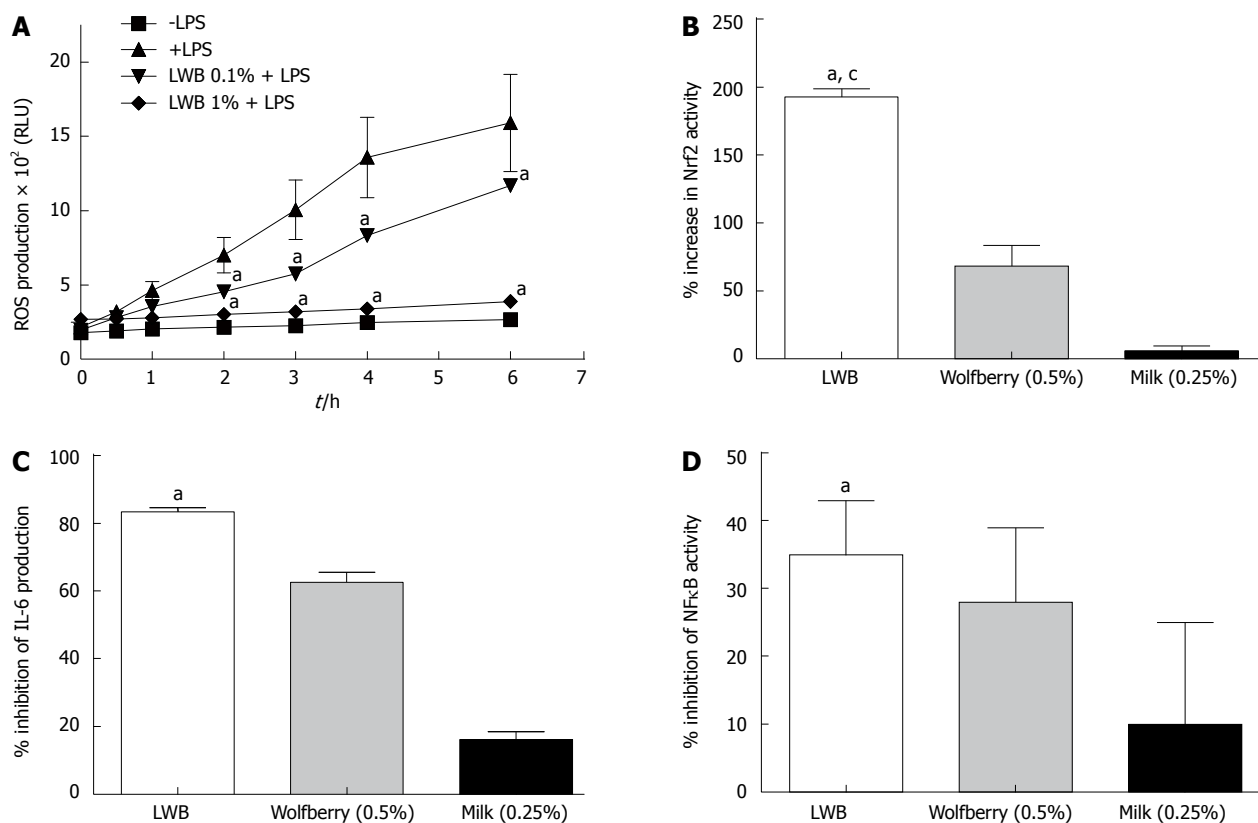 A
-LPS
+LPS
LWB 0.1% + LPS
LWB 1% + LPS
ROS production × 10² (RLU)
20
15
10
5
0
0 1 2 3 4 5 6 7
t/h
a
a
a
a
a
a
a
a
B
% increase in Nrf2 activity
250
200
150
100
50
0
a, c
LWB Wolfberry (0.5%) Milk (0.25%)
C
% inhibition of IL-6 production
100
80
60
40
20
0
a
LWB Wolfberry (0.5%) Milk (0.25%)
D
% inhibition of NFκB activity
50
40
30
20
10
0
a
LWB Wolfberry (0.5%) Milk (0.25%)